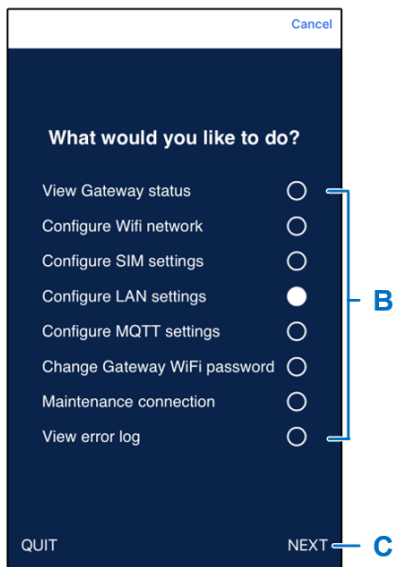 Cancel
What would you like to do?
View Gateway status
Configure Wifi network
Configure SIM settings
Configure LAN settings
B
Configure MQTT settings
Change Gateway WiFi password
Maintenance connection
View error log
QUIT
NEXT
C